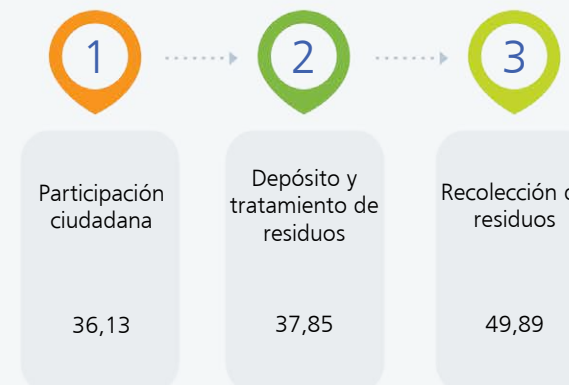 1
2
3
Participación
ciudadana
36,13
Depósito y
tratamiento de
residuos
37,85
Recolección
residuos
49,89